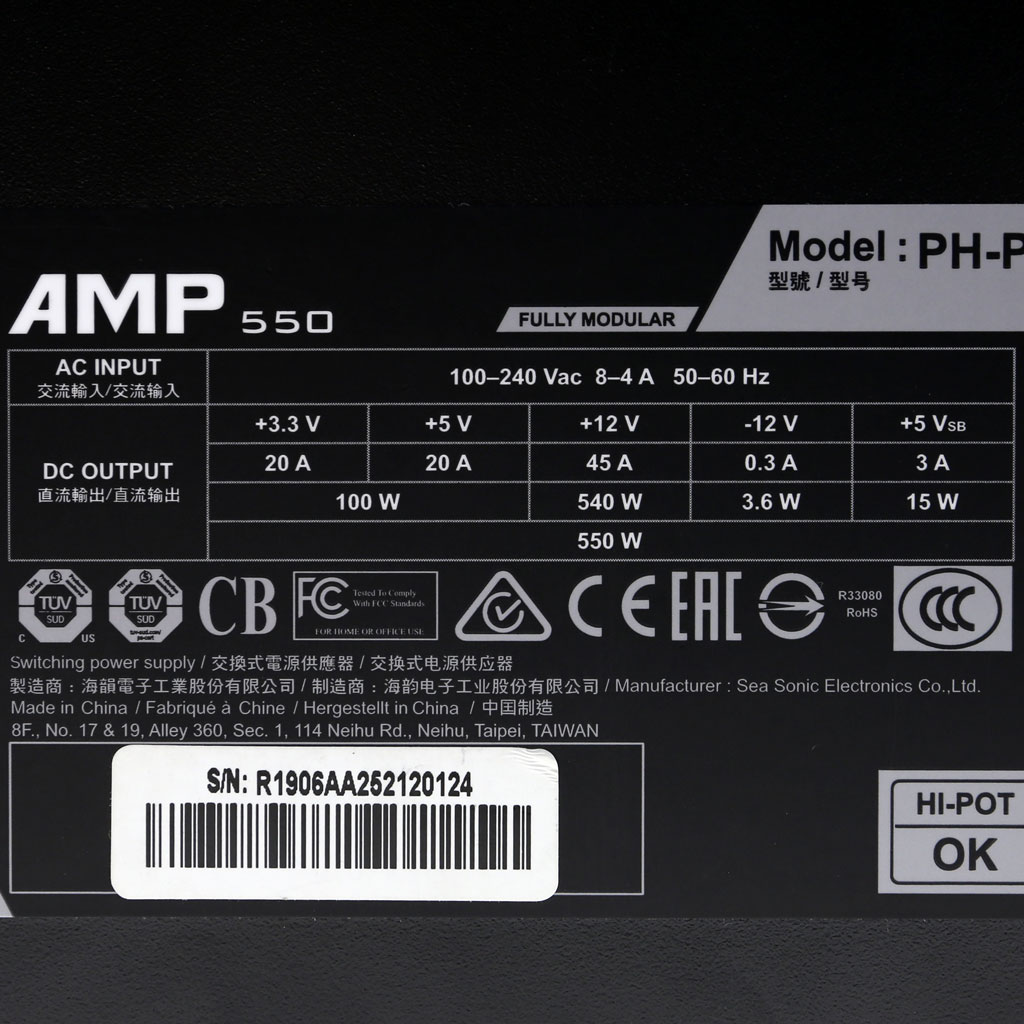 Model : PH-P
型號 / 型号
AMP 550
FULLY MODULAR
AC INPUT
交流輸入/交流输入
100–240 Vac 8–4 A 50–60 Hz
DC OUTPUT
直流輸出/直流输出
+3.3 V +5 V +12 V -12 V +5 VSB
20 A 20 A 45 A 0.3 A 3 A
100 W 540 W 3.6 W 15 W
550 W
TÜV
SUD
C US
TÜV
SUD
CB
FC
Tested To Comply
With FCC Standards
FOR HOME OR OFFICE USE
CE
EAC
R33080
RoHS
CCC
Switching power supply / 交換式電源供應器 / 交换式电源供应器
製造商 : 海韻電子工業股份有限公司 / 制造商 : 海韵电子工业股份有限公司 / Manufacturer : Sea Sonic Electronics Co.,Ltd.
Made in China / Fabriqué à Chine / Hergestellt in China / 中国制造
8F., No. 17 & 19, Alley 360, Sec. 1, 114 Neihu Rd., Neihu, Taipei, TAIWAN
S/N: R1906AA252120124
HI-POT
OK